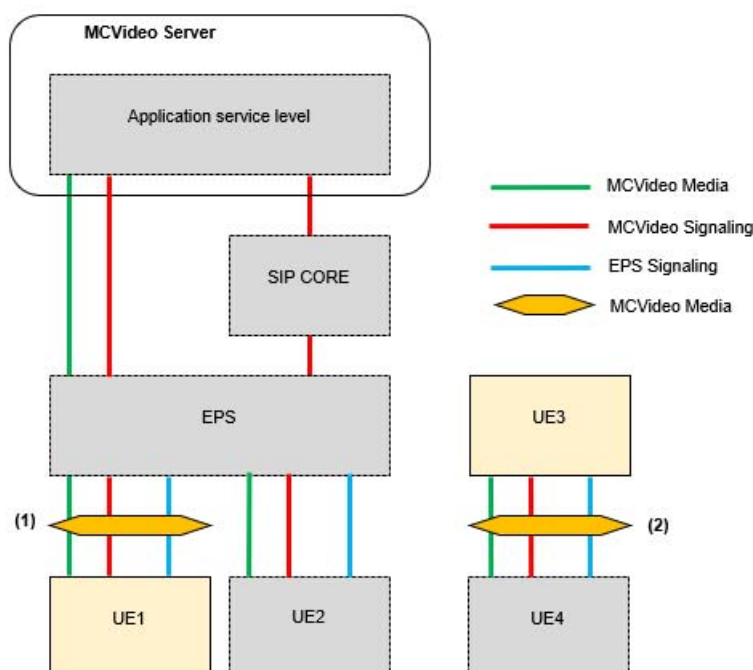 MCVideo Server
Application service level
MCVideo Media
MCVideo Signaling
SIP CORE
EPS Signaling
MCVideo Media
EPS
UE3
(1)
(2)
UE1
UE2
UE4